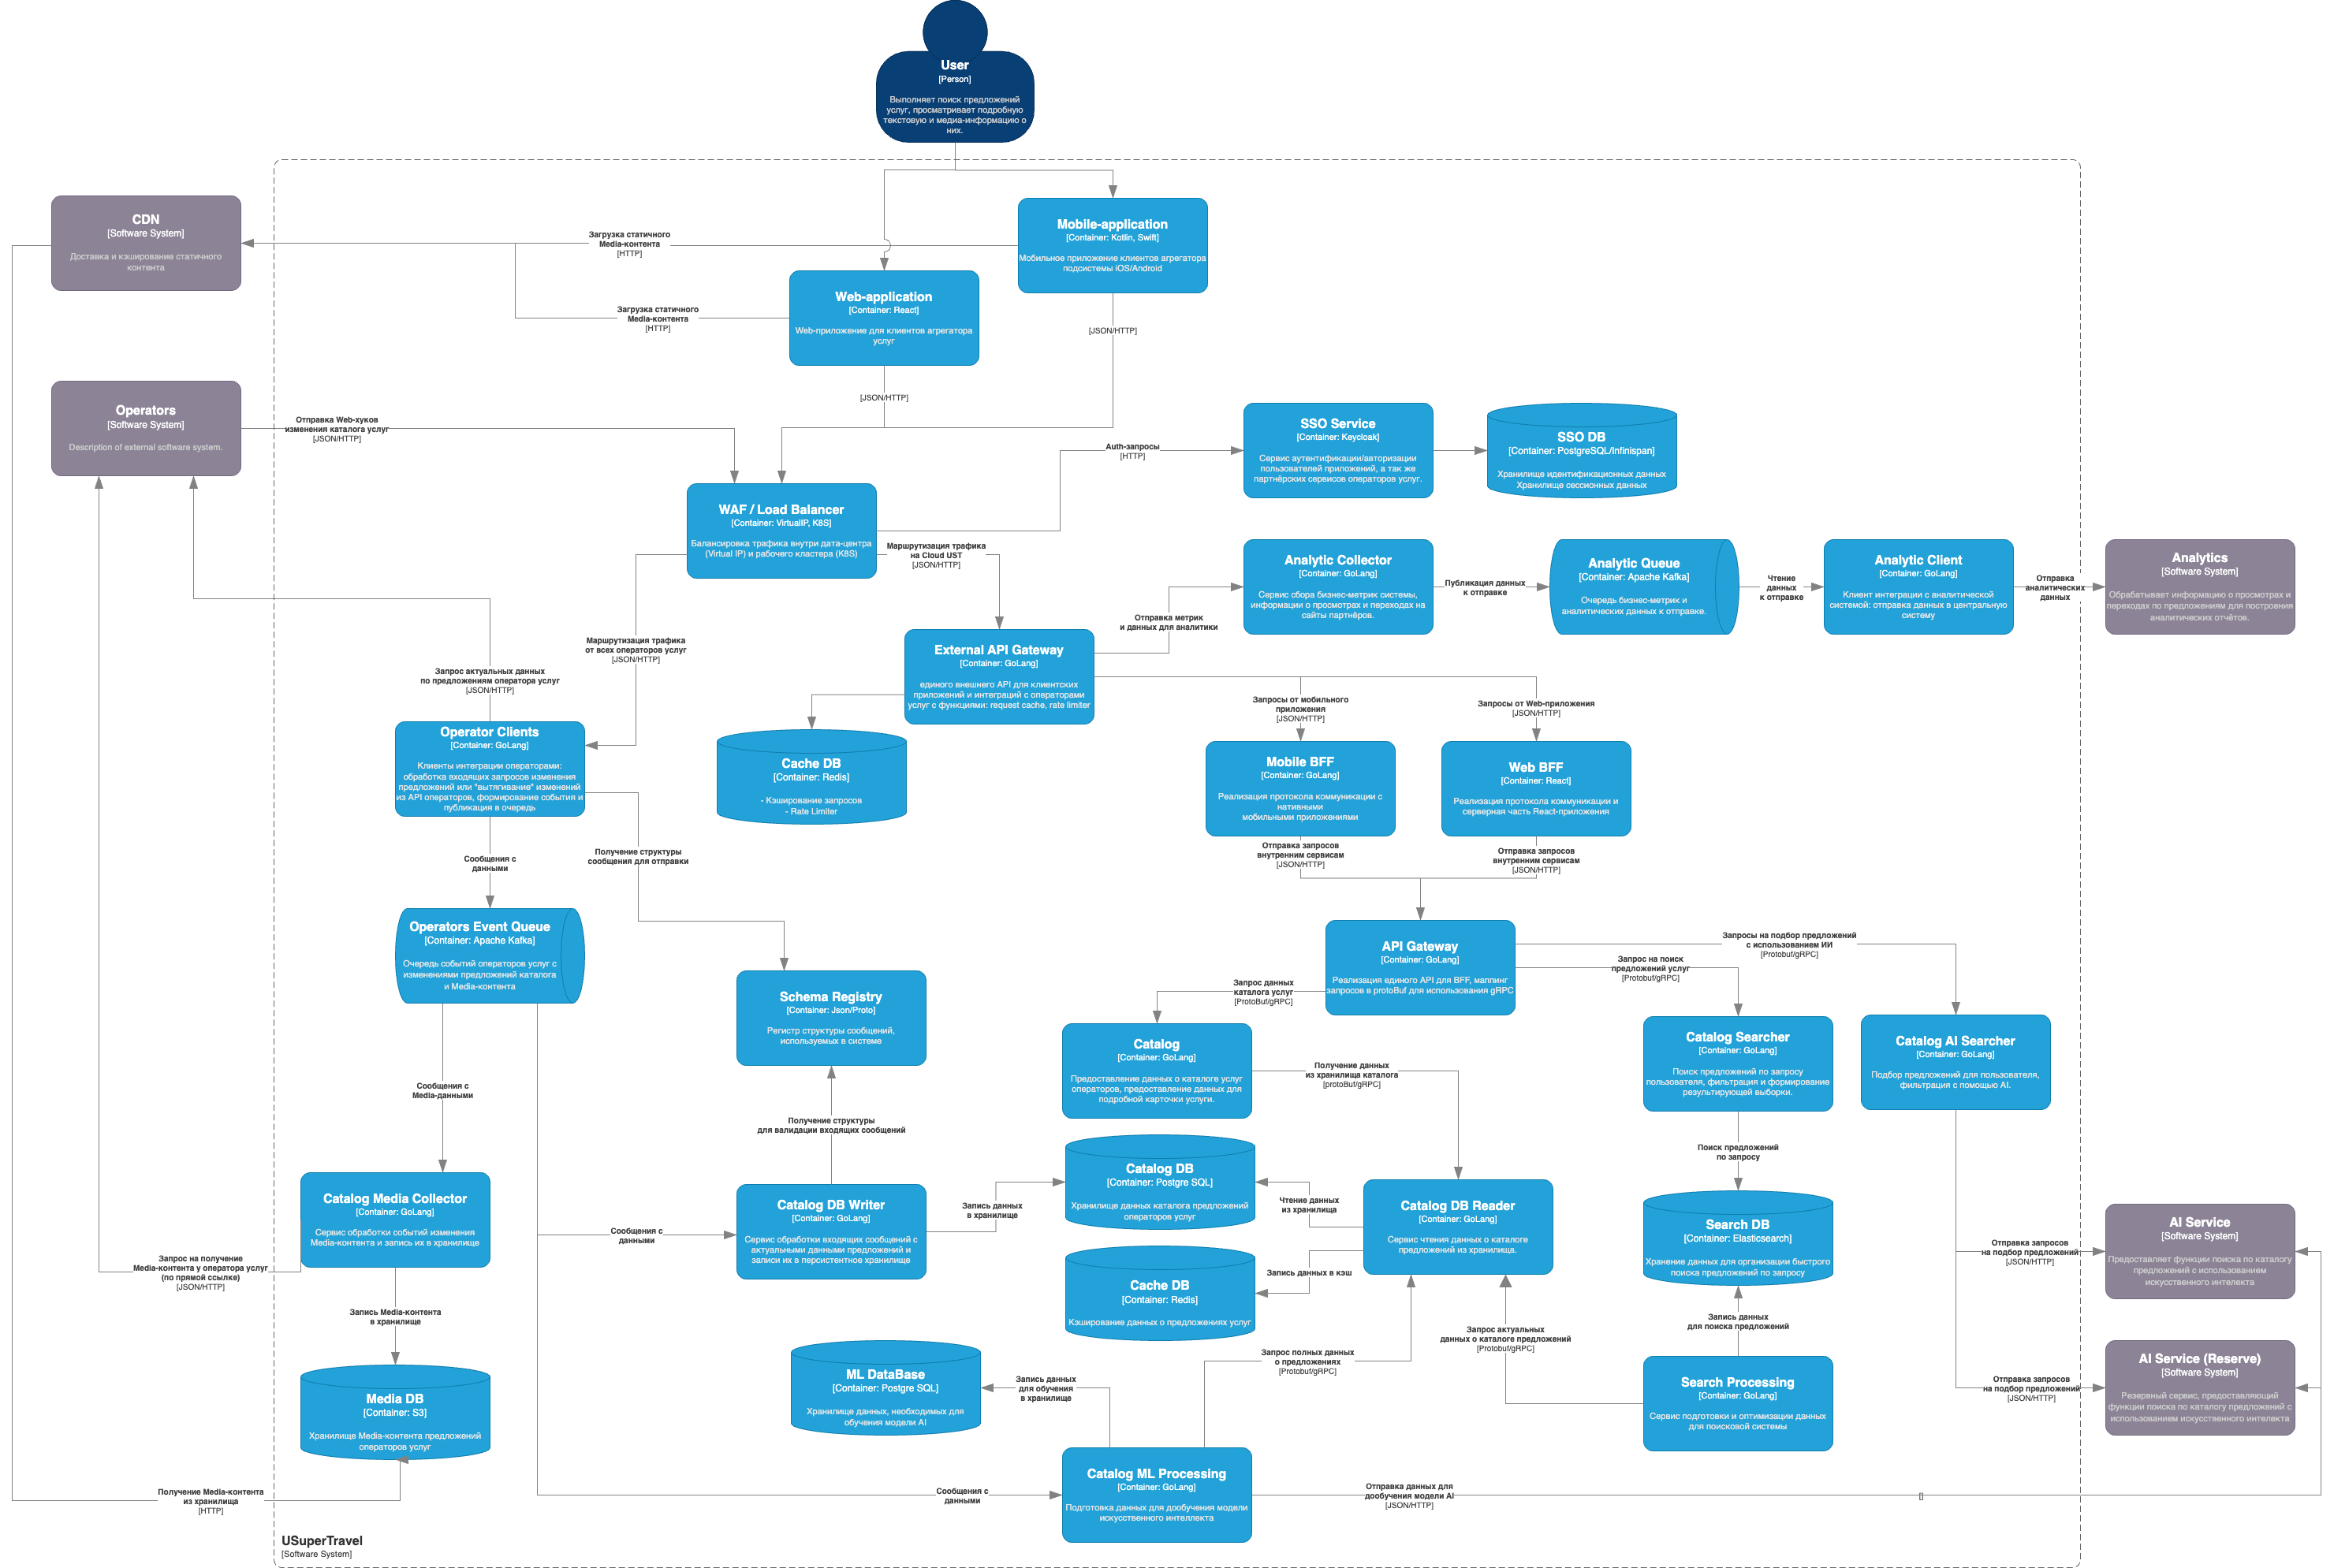 User
[Person]
Выполняет поиск предложений
услуг, просматривает подробную
текстовую и медиа-информацию о
них.
CDN
[Software System]
Доставка и кэширование статичного
контента
Загрузка статичного
Media-контента
[HTTP]
Mobile-application
[Container: Kotlin, Swift]
Мобильное приложение клиентов агрегатора
подсистемы iOS/Android
Web-application
[Container: React]
Web-приложение для клиентов агрегатора
услуг
Загрузка статичного
Media-контента
[HTTP]
[JSON/HTTP]
[JSON/HTTP]
Operators
[Software System]
Description of external software system.
Отправка Web-хуков
изменения каталога услуг
[JSON/HTTP]
Auth-запросы
[HTTP]
SSO Service
[Container: Keycloak]
Сервис аутентификации/авторизации
пользователей приложений, а так же
партнёрских сервисов операторов услуг.
SSO DB
[Container: PostgreSQL/Infinispan]
Хранилище идентификационных данных
Хранилище сессионных данных
WAF / Load Balancer
[Container: VirtualIP, K8S]
Балансировка трафика внутри дата-центра
(Virtual IP) и рабочего кластера (K8S)
Маршрутизация трафика
на Cloud UST
[JSON/HTTP]
Analytic Collector
[Container: GoLang]
Сервис сбора бизнес-метрик системы,
информации о просмотрах и переходах на
сайты партнёров.
Публикация данных
к отправке
Analytic Queue
[Container: Apache Kafka]
Очередь бизнес-метрик и
аналитических данных к отправке.
Чтение
данных
к отправке
Analytic Client
[Container: GoLang]
Клиент интеграции с аналитической
системой: отправка данных в центральную
систему
Отправка
аналитических
данных
Analytics
[Software System]
Обрабатывает информацию о просмотрах и
переходах по предложениям для построения
аналитических отчётов.
Отправка метрик
и данных для аналитики
Маршрутизация трафика
от всех операторов услуг
[JSON/HTTP]
External API Gateway
[Container: GoLang]
единого внешнего API для клиентских
приложений и интеграций с операторами
услуг с функциями: request cache, rate limiter
Запрос актуальных данных
по предложениям оператора услуг
[JSON/HTTP]
Запросы от мобильного
приложения
[JSON/HTTP]
Запросы от Web-приложения
[JSON/HTTP]
Operator Clients
[Container: GoLang]
Клиенты интеграции операторами:
обработка входящих запросов изменения
предложений или "вытягивание" изменений
из API операторов, формирование события и
публикация в очередь
Cache DB
[Container: Redis]
- Кэширование запросов
- Rate Limiter
Mobile BFF
[Container: GoLang]
Реализация протокола коммуникации с
нативными
мобильными приложениями
Web BFF
[Container: React]
Реализация протокола коммуникации и
серверная часть React-приложения
Сообщения с
данными
Получение структуры
сообщения для отправки
Отправка запросов
внутренним сервисам
[JSON/HTTP]
Отправка запросов
внутренним сервисам
[JSON/HTTP]
Operators Event Queue
[Container: Apache Kafka]
Очередь событий операторов услуг с
изменениями предложений каталога
и Media-контента
API Gateway
[Container: GoLang]
Реализация единого API для BFF, маппинг
запросов в protoBuf для использования gRPC
Запросы на подбор предложений
с использованием ИИ
[Protobuf/gRPC]
Запрос на поиск
предложений услуг
[Protobuf/gRPC]
Запрос данных
каталога услуг
[ProtoBuf/gRPC]
Schema Registry
[Container: Json/Proto]
Регистр структуры сообщений,
используемых в системе
Catalog
[Container: GoLang]
Предоставление данных о каталоге услуг
операторов, предоставление данных для
подробной карточки услуги.
Получение данных
из хранилища каталога
[protoBuf/gRPC]
Catalog Searcher
[Container: GoLang]
Поиск предложений по запросу
пользователя, фильтрация и формирование
результирующей выборки.
Catalog AI Searcher
[Container: GoLang]
Подбор предложений для пользователя,
фильтрация с помощью AI.
Сообщения с
Media-данными
Получение структуры
для валидации входящих сообщений
Поиск предложений
по запросу
Catalog Media Collector
[Container: GoLang]
Сервис обработки событий изменения
Media-контента и запись их в хранилище
Сообщения с
данными
Catalog DB Writer
[Container: GoLang]
Сервис обработки входящих сообщений с
актуальными данными предложений и
записи их в персистентное хранилище
Запись данных
в хранилище
Catalog DB
[Container: Postgre SQL]
Хранилище данных каталога предложений
операторов услуг
Чтение данных
из хранилища
Catalog DB Reader
[Container: GoLang]
Сервис чтения данных о каталоге
предложений из хранилища.
Search DB
[Container: Elasticsearch]
Хранение данных для организации быстрого
поиска предложений по запросу
Отправка запросов
на подбор предложений
[JSON/HTTP]
AI Service
[Software System]
Предоставляет функции поиска по каталогу
предложений с использованием
искусственного интелекта
Запрос на получение
Media-контента у оператора услуг
(по прямой ссылке)
[JSON/HTTP]
Запись данных в кэш
Cache DB
[Container: Redis]
Кэширование данных о предложениях услуг
Запись Media-контента
в хранилище
Запись данных
для поиска предложений
Запрос актуальных
данных о каталоге предложений
[Protobuf/gRPC]
Запрос полных данных
о предложениях
[Protobuf/gRPC]
ML DataBase
[Container: Postgre SQL]
Хранилище данных, необходимых для
обучения модели AI
Запись данных
для обучения
в хранилище
Search Processing
[Container: GoLang]
Сервис подготовки и оптимизации данных
для поисковой системы
Отправка запросов
на подбор предложений
[JSON/HTTP]
AI Service (Reserve)
[Software System]
Резервный сервис, предоставляющий
функции поиска по каталогу предложений с
использованием искусственного интелекта
Media DB
[Container: S3]
Хранилище Media-контента предложений
операторов услуг
Получение Media-контента
из хранилища
[HTTP]
Сообщения с
данными
Catalog ML Processing
[Container: GoLang]
Подготовка данных для дообучения модели
искусственного интеллекта
Отправка данных для
дообучения модели AI
[JSON/HTTP]
[]
USuperTravel
[Software System]